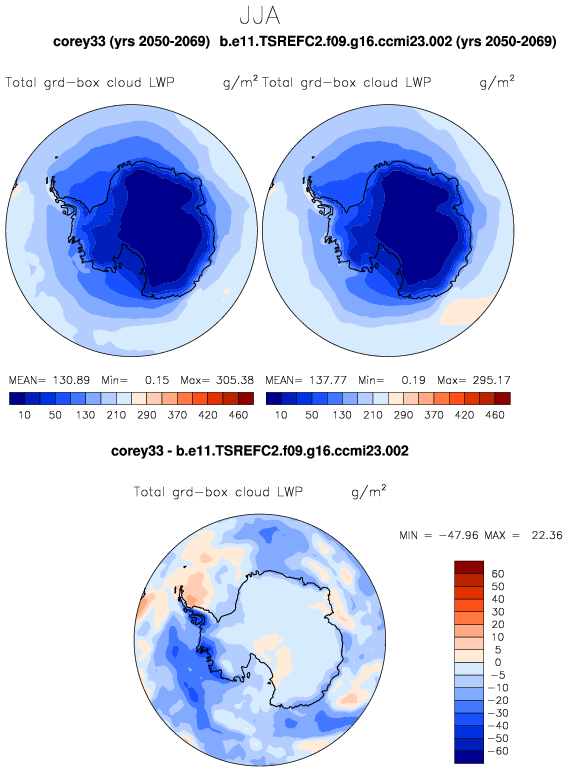 JJA
corey33 (yrs 2050-2069) b.e11.TSREFC2.f09.g16.ccmi23.002 (yrs 2050-2069)
Total grd-box cloud LWP g/m² Total grd-box cloud LWP g/m²
MEAN= 130.89 Min= 0.15 Max= 305.38 MEAN= 137.77 Min= 0.19 Max= 295.17
10 50 130 210 290 370 420 460 10 50 130 210 290 370 420 460
corey33 - b.e11.TSREFC2.f09.g16.ccmi23.002
Total grd-box cloud LWP g/m²
MIN = -47.96 MAX = 22.36
60
50
40
30
20
10
5
0
-5
-10
-20
-30
-40
-50
-60